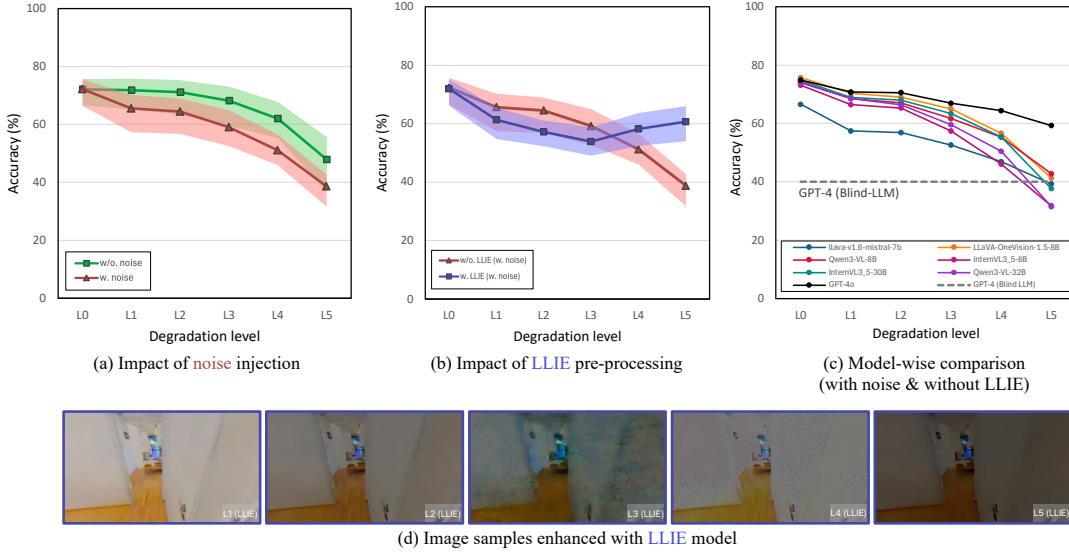 100
80
60
40
20
0
Accuracy (%)
w/o. noise
w. noise
L0 L1 L2 L3 L4 L5
Degradation level
(a) Impact of noise injection
100
80
60
40
20
0
Accuracy (%)
w/o. LLIE (w. noise)
w. LLIE (w. noise)
L0 L1 L2 L3 L4 L5
Degradation level
(b) Impact of LLIE pre-processing
100
80
60
40
20
0
Accuracy (%)
GPT-4 (Blind-LLM)
llava-v1.6-mistral-7b LLaVA-OneVision-1.5-8B
Qwen3-VL-8B InternVL3_5-8B
InternVL3_5-30B Qwen3-VL-32B
GPT-4o GPT-4 (Blind LLM)
L0 L1 L2 L3 L4 L5
Degradation level
(c) Model-wise comparison
(with noise & without LLIE)
L1 (LLIE) L2 (LLIE) L3 (LLIE) L4 (LLIE) L5 (LLIE)
(d) Image samples enhanced with LLIE model